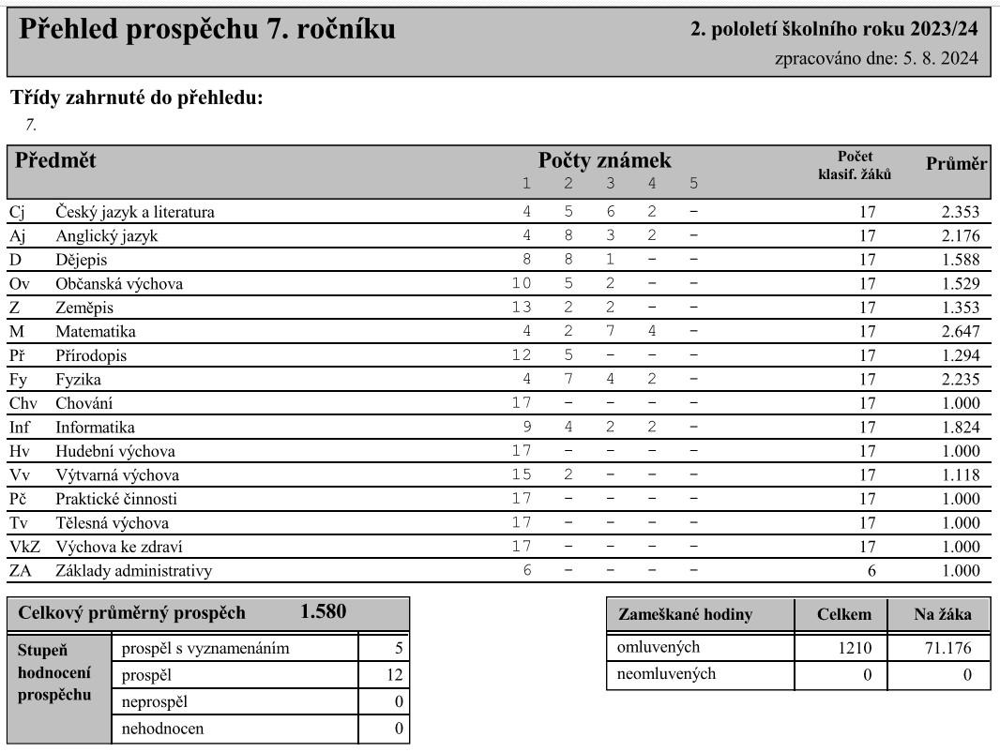 Přehled prospěchu 7. ročníku 2. pololetí školního roku 2023/24
zpracováno dne: 5. 8. 2024
Třídy zahrnuté do přehledu:
7.
Předmět Počty známek Počet klasif. žáků Průměr
1 2 3 4 5
Cj Český jazyk a literatura 4 5 6 2 - 17 2.353
Aj Anglický jazyk 4 8 3 2 - 17 2.176
D Dějepis 8 8 1 - - 17 1.588
Ov Občanská výchova 10 5 2 - - 17 1.529
Z Zeměpis 13 2 2 - - 17 1.353
M Matematika 4 2 7 4 - 17 2.647
Př Přírodopis 12 5 - - - 17 1.294
Fy Fyzika 4 7 4 2 - 17 2.235
Chv Chování 17 - - - - 17 1.000
Inf Informatika 9 4 2 2 - 17 1.824
Hv Hudební výchova 17 - - - - 17 1.000
Vv Výtvarná výchova 15 2 - - - 17 1.118
Pč Praktické činnosti 17 - - - - 17 1.000
Tv Tělesná výchova 17 - - - - 17 1.000
VkZ Výchova ke zdraví 17 - - - - 17 1.000
ZA Základy administrativy 6 - - - - 6 1.000
Celkový průměrný prospěch 1.580
Stupeň hodnocení prospěchu
prospěl s vyznamenáním 5
prospěl 12
neprospěl 0
nehodnocen 0
Zameškané hodiny Celkem Na žáka
omluvených 1210 71.176
neomluvených 0 0